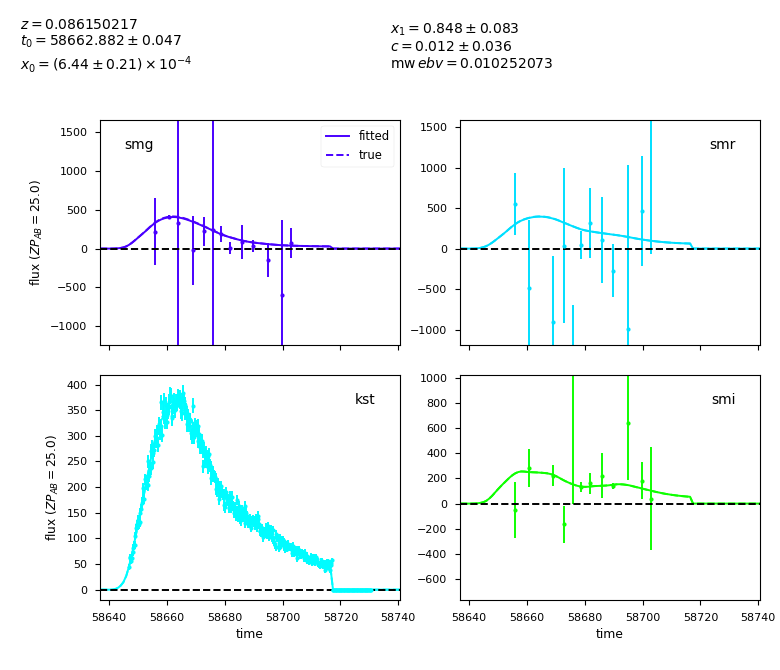 z = 0.086150217
t₀ = 58662.882 ± 0.047
x₀ = (6.44 ± 0.21) × 10⁻⁴
x₁ = 0.848 ± 0.083
c = 0.012 ± 0.036
mw ebv = 0.010252073
smg
fitted
true
1500
1000
500
0
−500
−1000
flux (ZP_AB = 25.0)
smr
1500
1000
500
0
−500
−1000
kst
400
350
300
250
200
150
100
50
0
flux (ZP_AB = 25.0)
58640 58660 58680 58700 58720 58740
time
smi
1000
800
600
400
200
0
−200
−400
−600
58640 58660 58680 58700 58720 58740
time